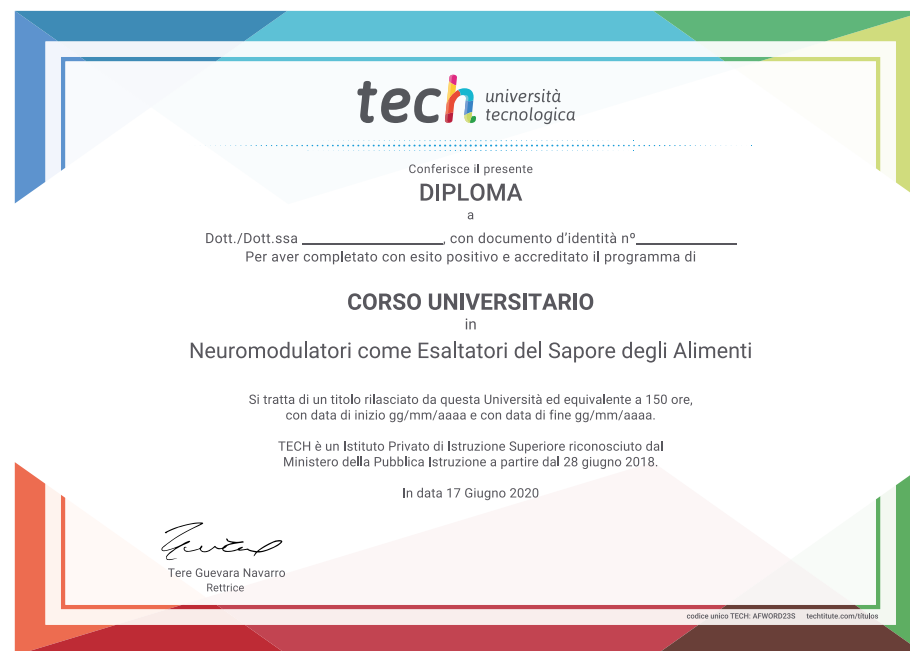 tech università
tecnologica
Conferisce il presente
DIPLOMA
a
Dott./Dott.ssa ____________________, con documento d'identità nº______________
Per aver completato con esito positivo e accreditato il programma di
CORSO UNIVERSITARIO
in
Neuromodulatori come Esaltatori del Sapore degli Alimenti
Si tratta di un titolo rilasciato da questa Università ed equivalente a 150 ore,
con data di inizio gg/mm/aaaa e con data di fine gg/mm/aaaa.
TECH è un Istituto Privato di Istruzione Superiore riconosciuto dal
Ministero della Pubblica Istruzione a partire dal 28 giugno 2018.
In data 17 Giugno 2020
Tere Guevara Navarro
Rettrice
codice unico TECH: AFWORD23S techtitute.com/titulos